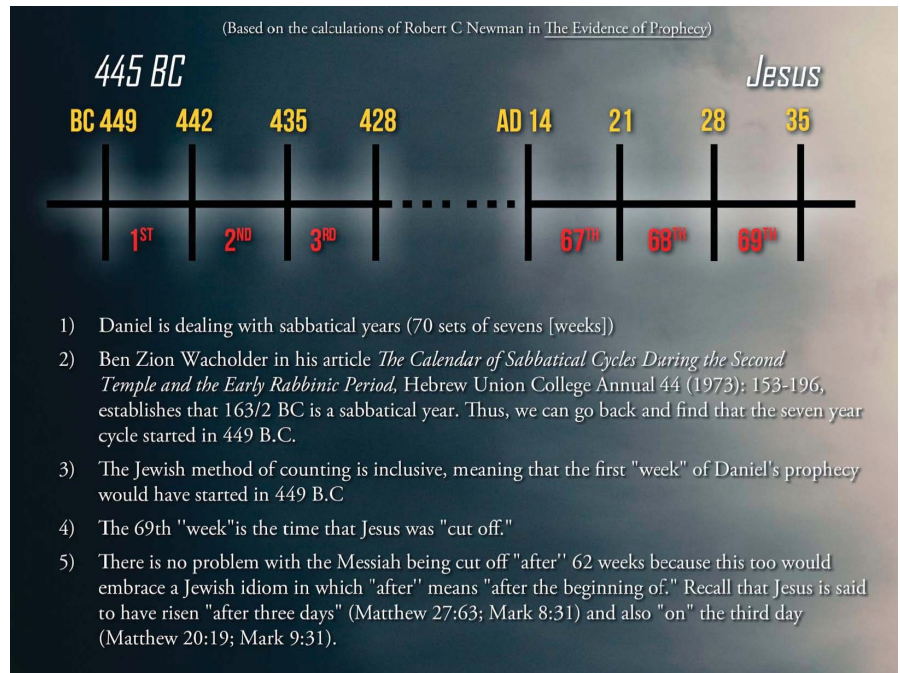 (Based on the calculations of Robert C Newman in The Evidence of Prophecy)
445 BC Jesus
BC 449 442 435 428 AD 14 21 28 35
1ST 2ND 3RD 67TH 68TH 69TH
1) Daniel is dealing with sabbatical years (70 sets of sevens [weeks])
2) Ben Zion Wacholder in his article The Calendar of Sabbatical Cycles During the Second
Temple and the Early Rabbinic Period, Hebrew Union College Annual 44 (1973): 153-196,
establishes that 163/2 BC is a sabbatical year. Thus, we can go back and find that the seven year
cycle started in 449 B.C.
3) The Jewish method of counting is inclusive, meaning that the first "week" of Daniel's prophecy
would have started in 449 B.C
4) The 69th ''week"is the time that Jesus was "cut off."
5) There is no problem with the Messiah being cut off "after'' 62 weeks because this too would
embrace a Jewish idiom in which "after'' means "after the beginning of." Recall that Jesus is said
to have risen "after three days" (Matthew 27:63; Mark 8:31) and also "on" the third day
(Matthew 20:19; Mark 9:31).